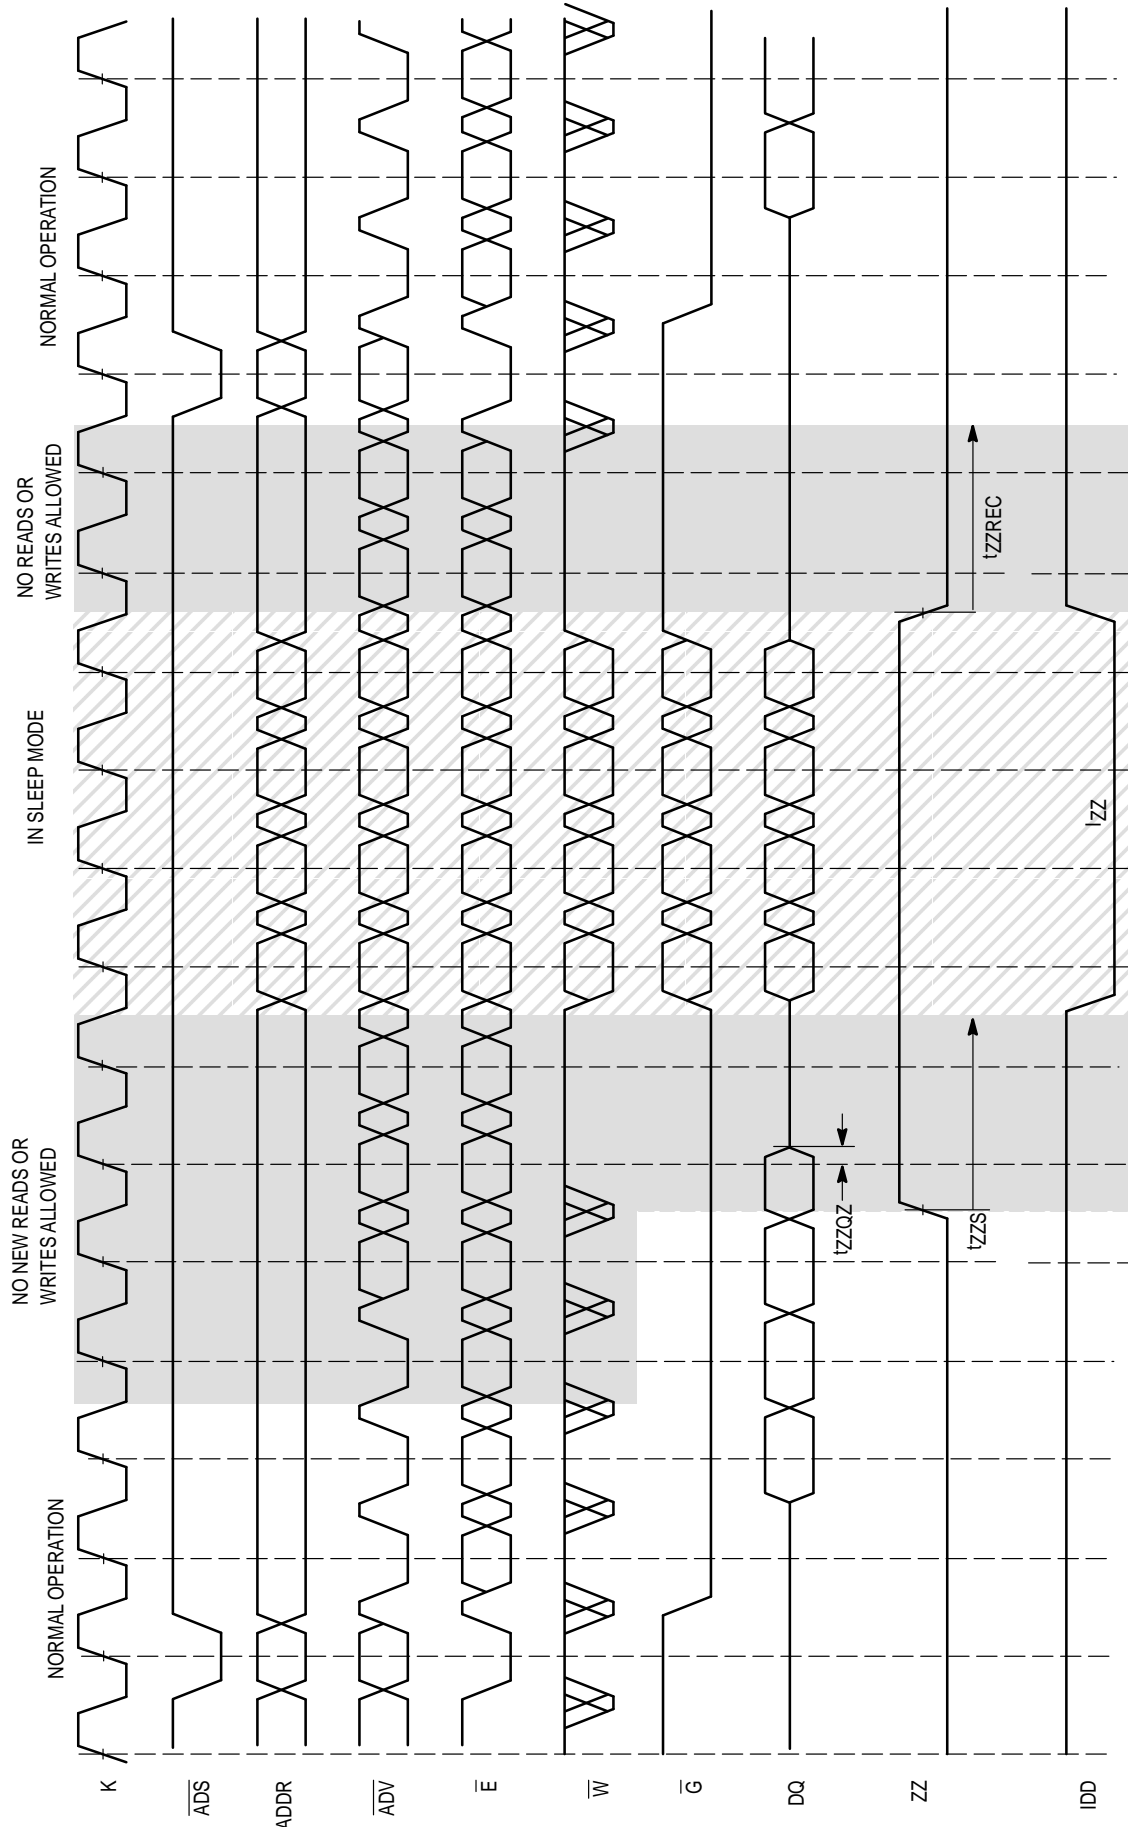 NORMAL OPERATION
NO NEW READS OR
WRITES ALLOWED
IN SLEEP MODE
NO READS OR
WRITES ALLOWED
NORMAL OPERATION
K
ADS
ADDR
ADV
E
W
G
DQ
tZZQZ
ZZ
tZZS
tZZREC
IDD
IZZ